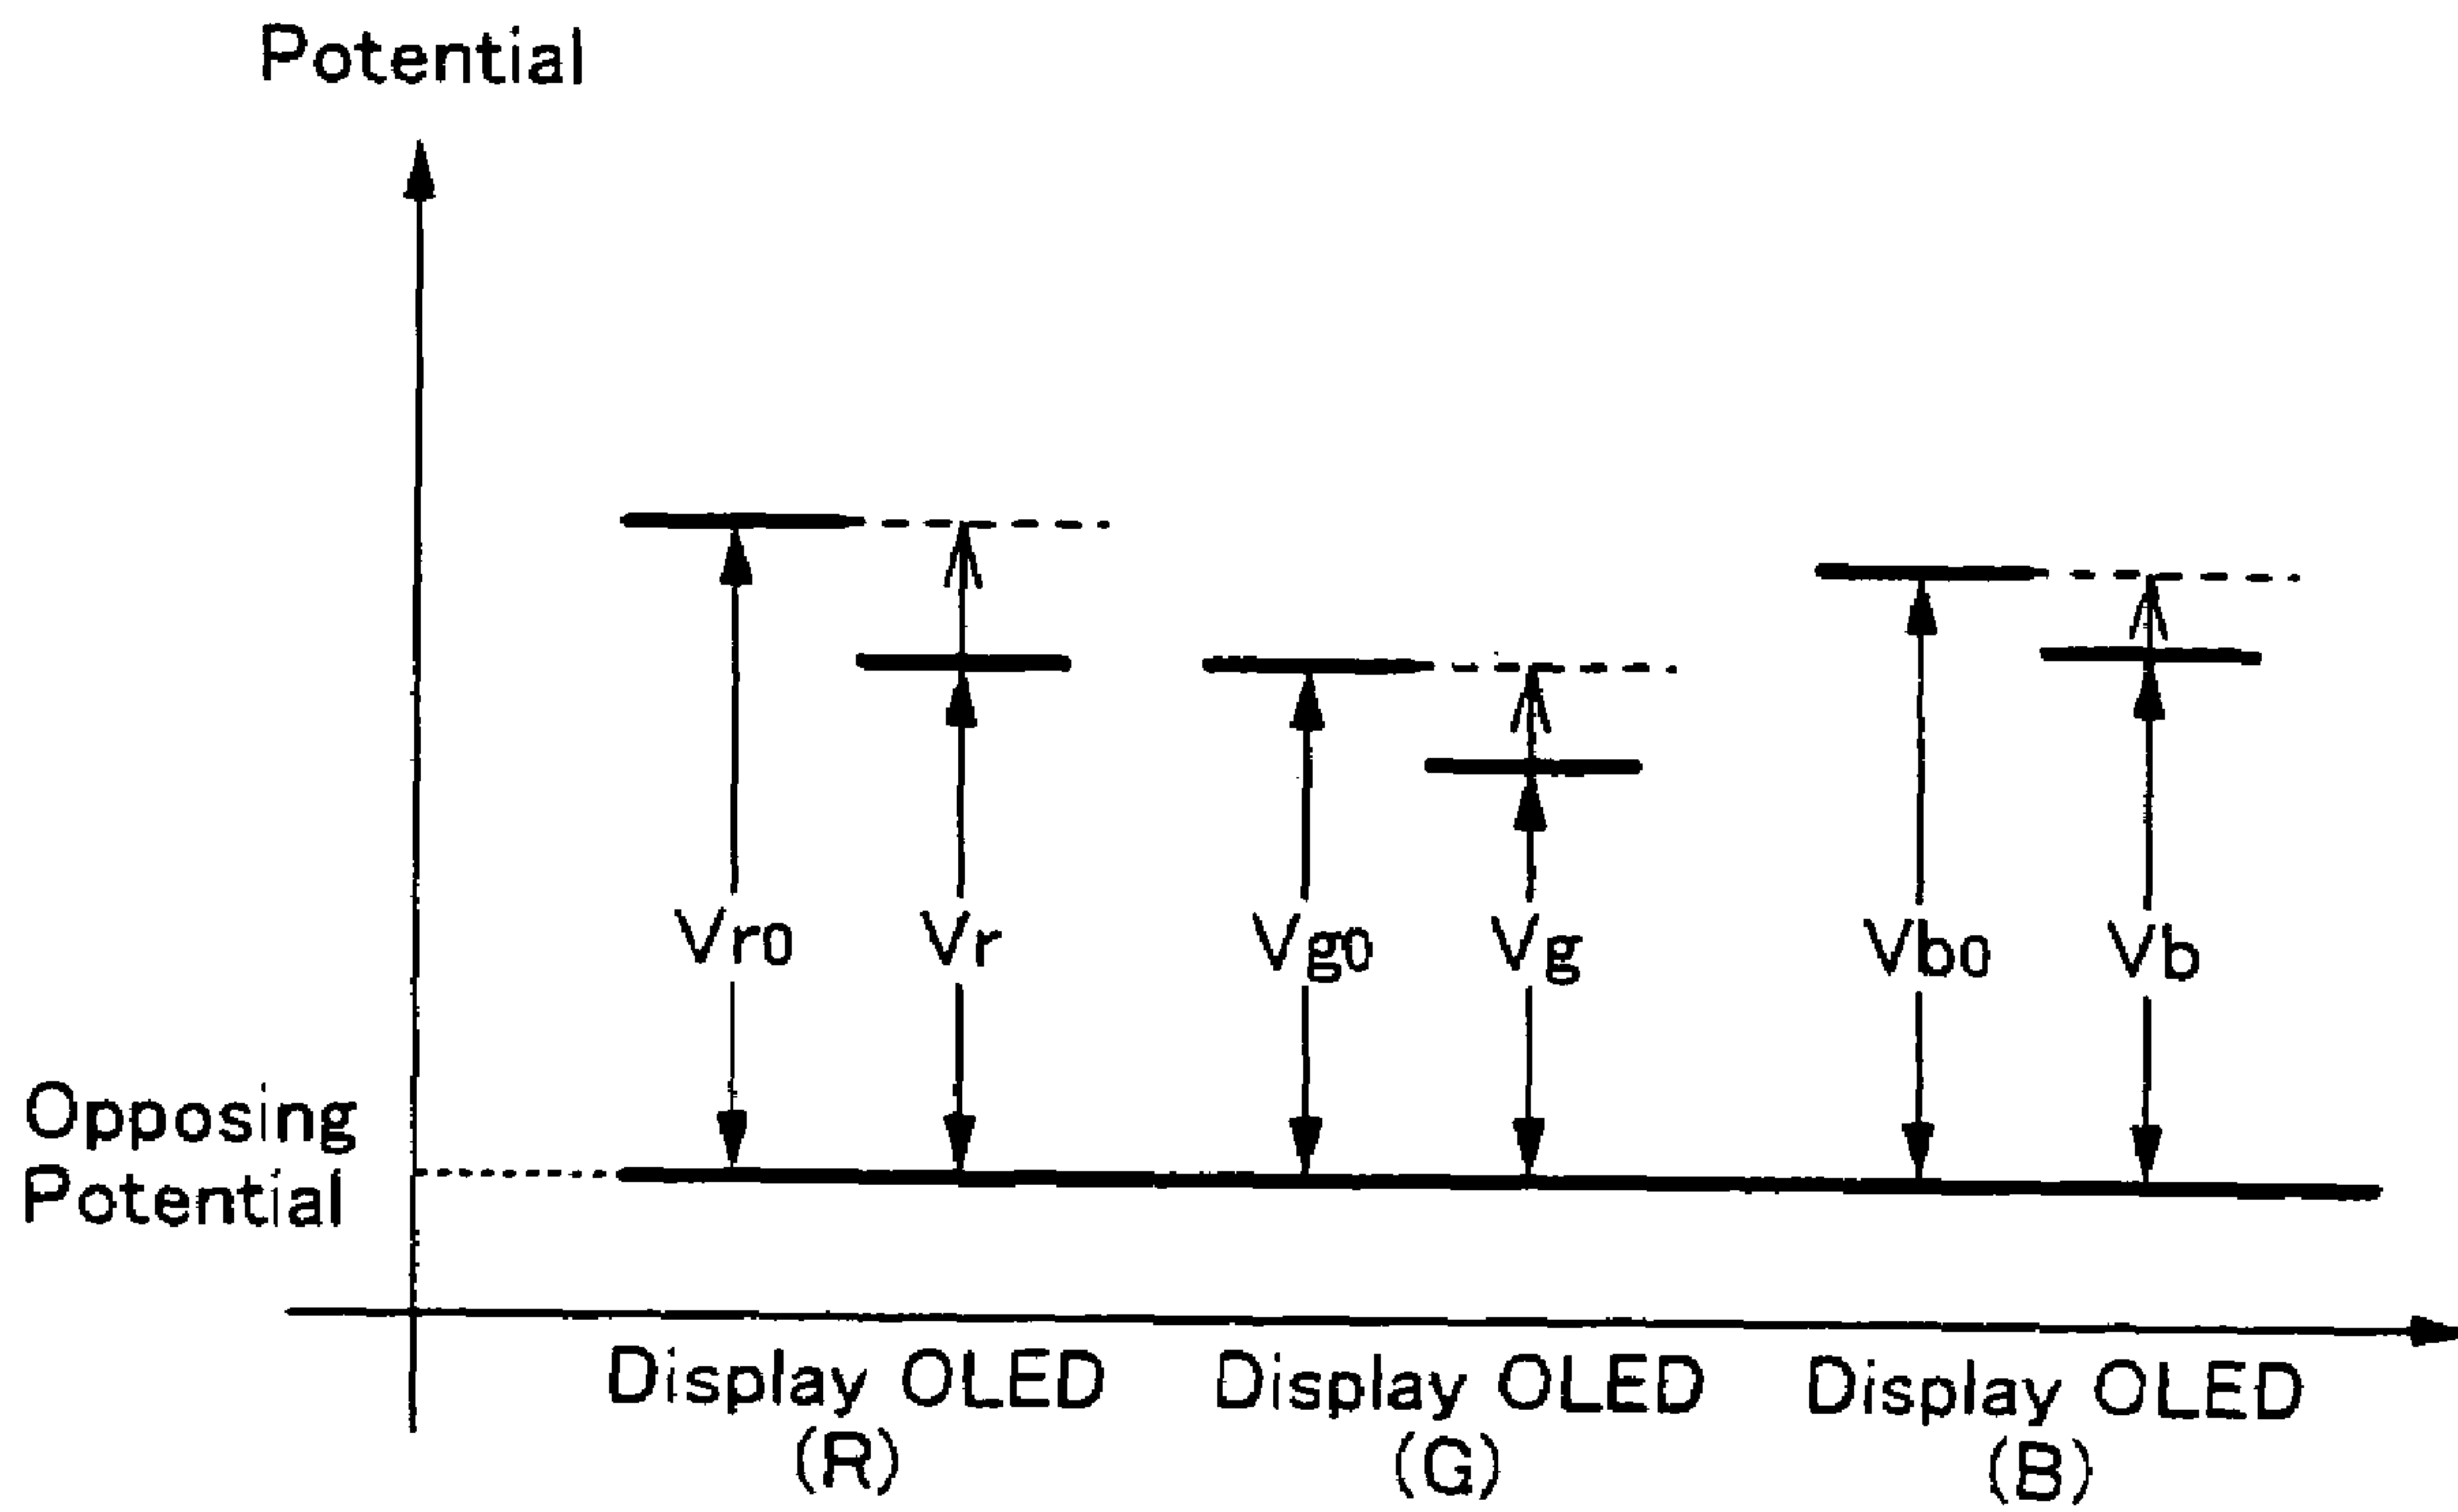 Potential
Vr0 Vr Vg0 Vg Vb0 Vb
Opposing
Potential
Display OLED Display OLED Display OLED
(R) (G) (B)